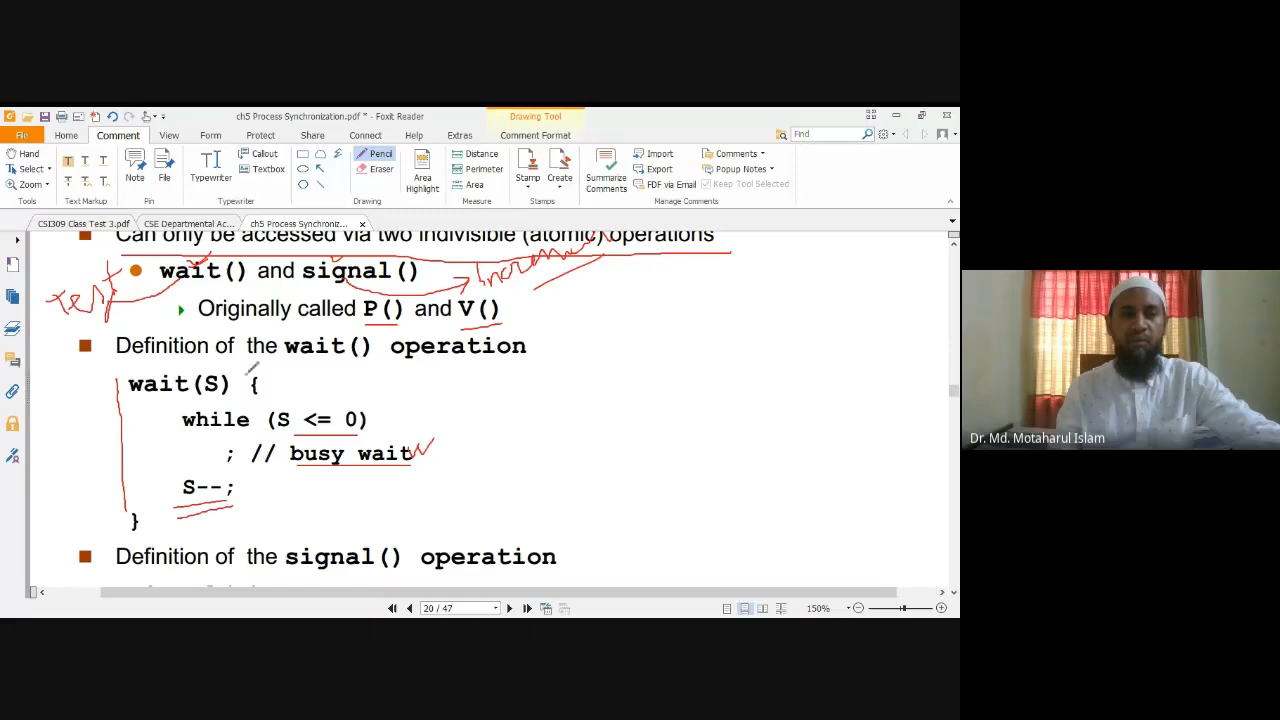 ch5 Process Synchronization.pdf * - Foxit Reader
Drawing Tool
File Home Comment View Form Protect Share Connect Help Extras Comment Format
Find
Hand
Select
Zoom
Tools
Text Markup
Note
File
Pin
Typewriter
Callout
Textbox
Typewriter
Pencil
Eraser
Drawing
Area Highlight
Distance
Perimeter
Area
Measure
Stamp
Create
Stamps
Summarize Comments
Import
Export
FDF via Email
Comments
Popup Notes
Keep Tool Selected
Manage Comments
CSI309 Class Test 3.pdf
CSE Departmental Ac...
ch5 Process Synchroniz...
Can only be accessed via two indivisible (atomic) operations
wait() and signal()
test
Increment
Originally called P() and V()
Definition of the wait() operation
wait(S) {
while (S <= 0)
; // busy wait
S--;
}
Definition of the signal() operation
20 / 47
150%
Dr. Md. Motaharul Islam